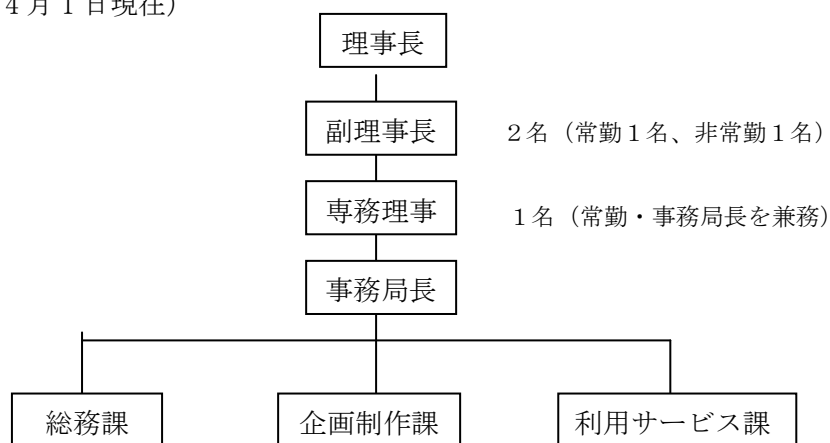 ４月１日現在）
理事長
副理事長　２名（常勤１名、非常勤１名）
専務理事　１名（常勤・事務局長を兼務）
事務局長
総務課　企画制作課　利用サービス課